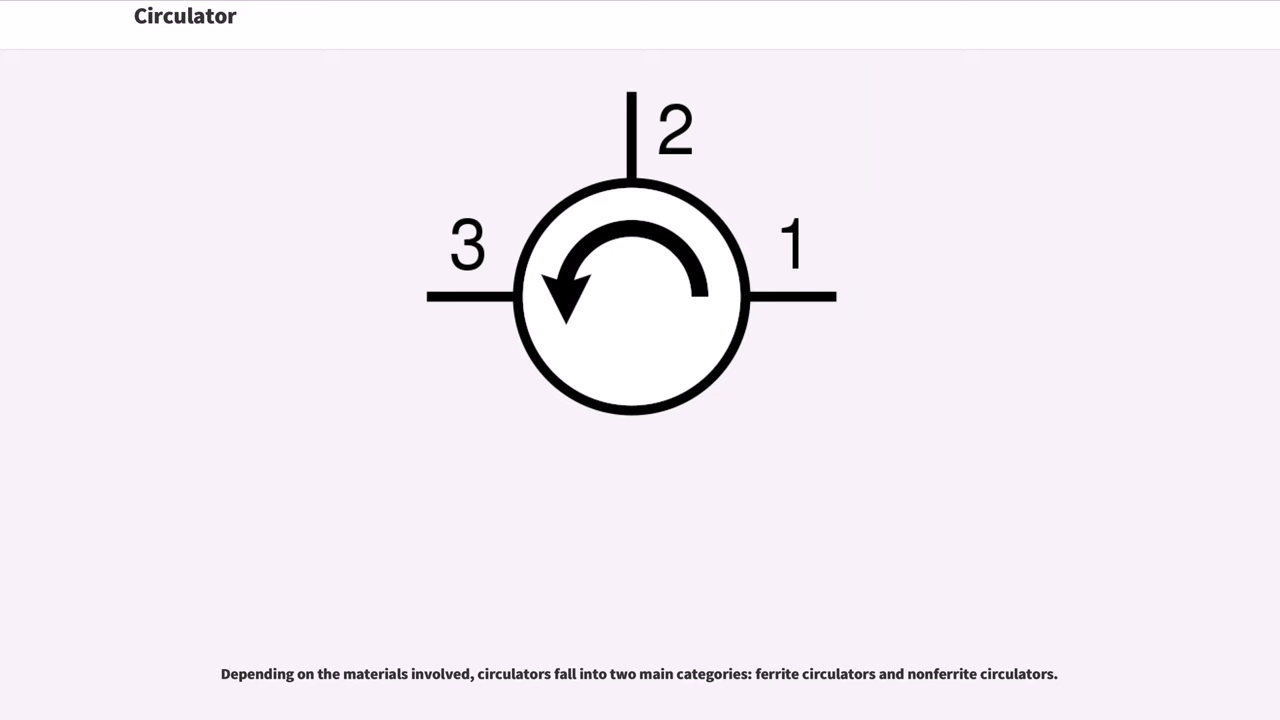 Circulator
2
3
1
Depending on the materials involved, circulators fall into two main categories: ferrite circulators and nonferrite circulators.